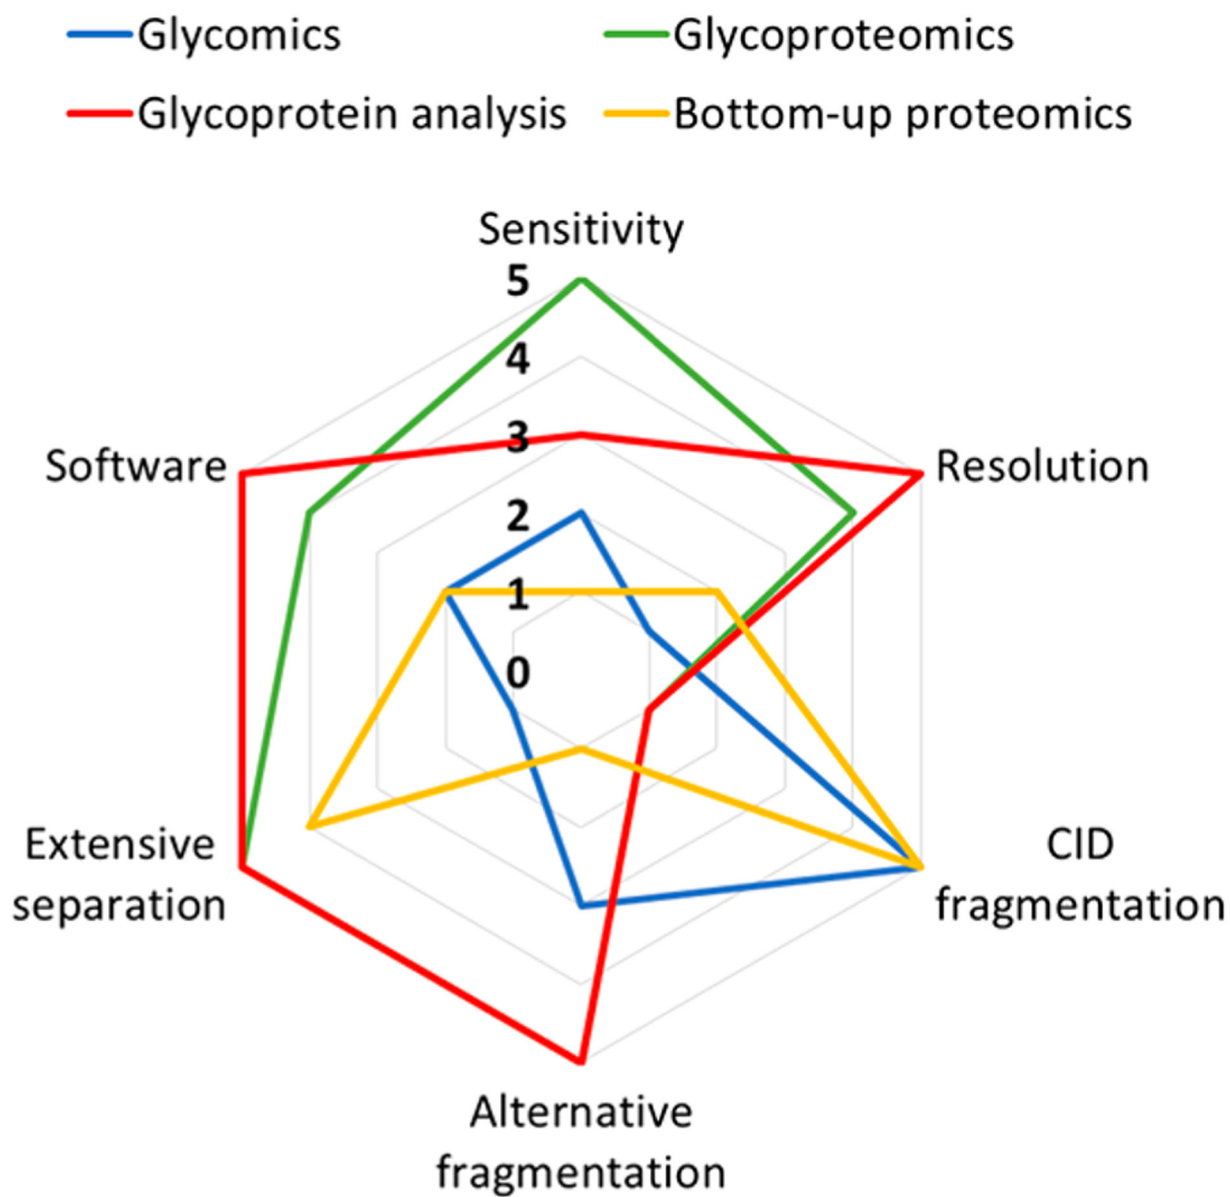 Glycomics
Glycoproteomics
Glycoprotein analysis
Bottom-up proteomics
Sensitivity
5
4
3
Software
Resolution
2
1
0
Extensive
separation
CID
fragmentation
Alternative
fragmentation